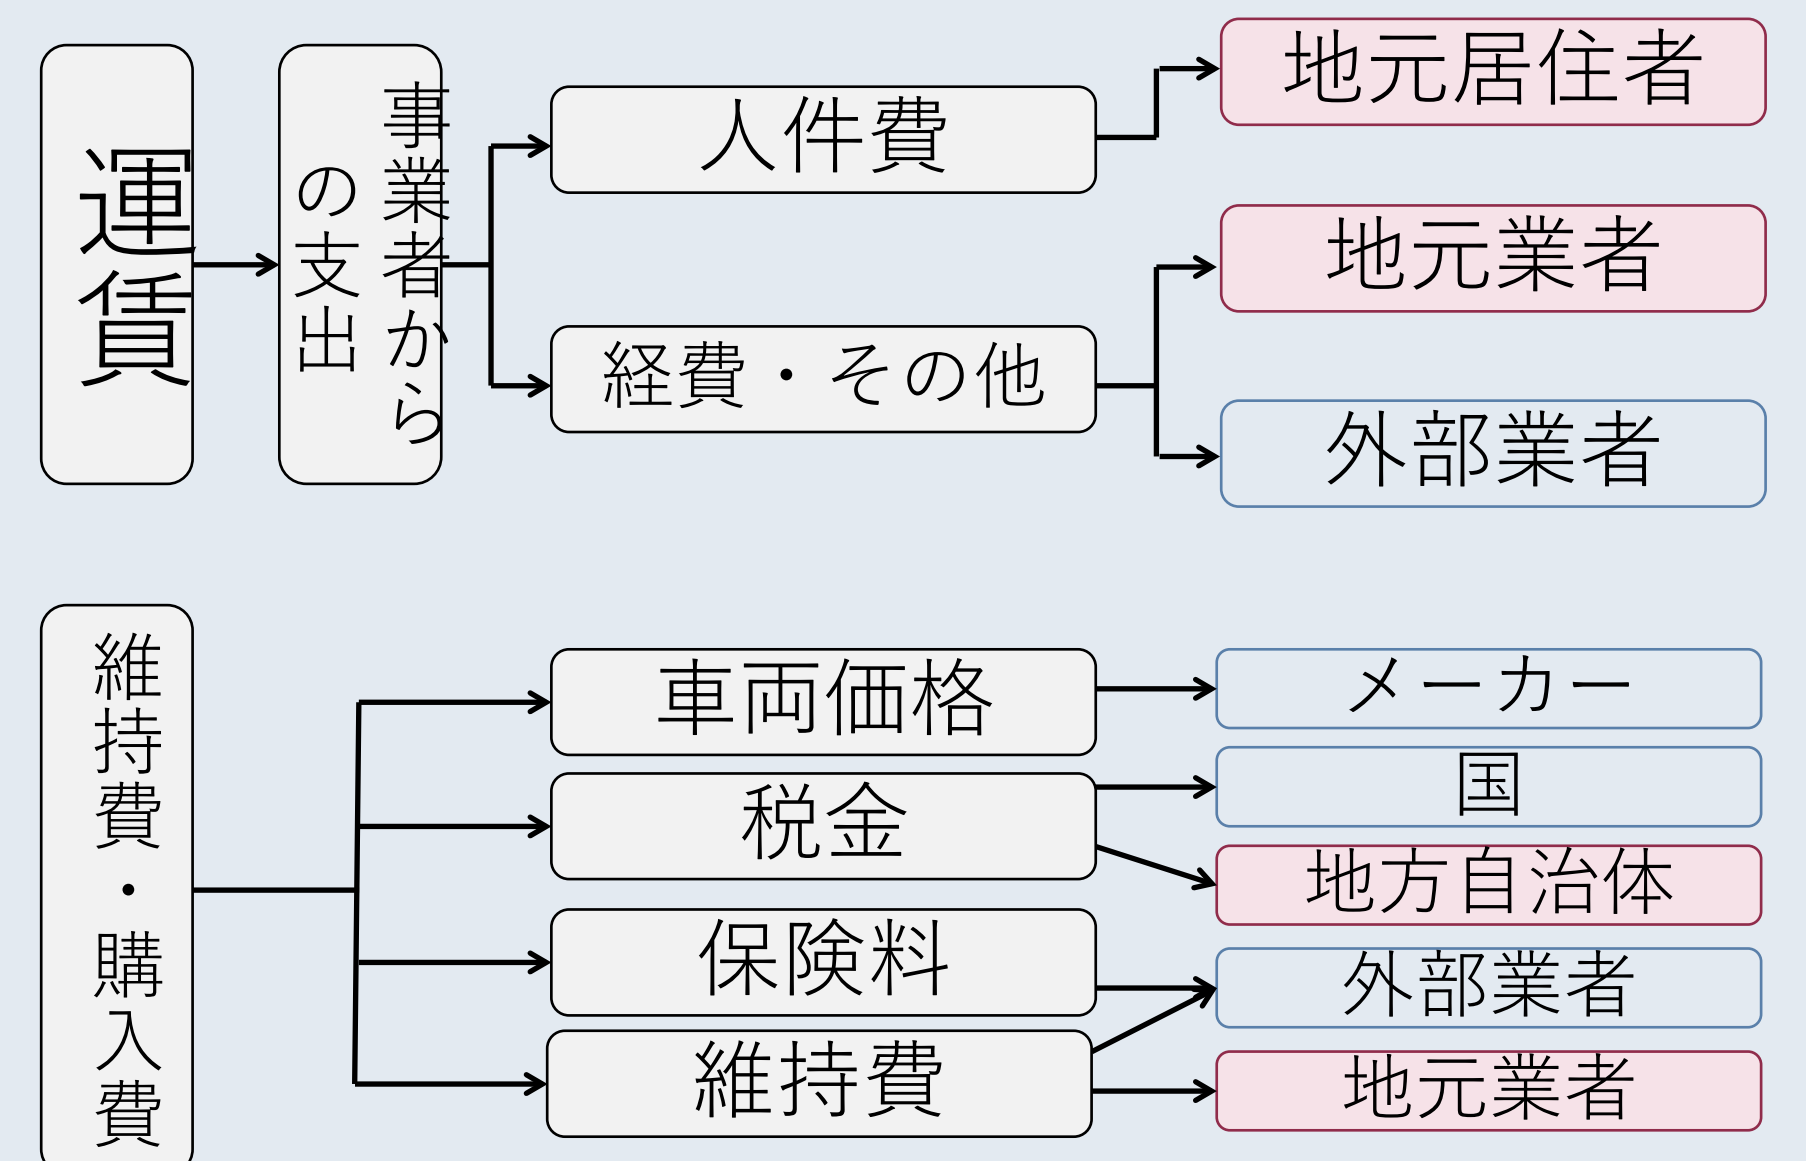 運賃
事業者から
の支出
人件費
経費・その他
地元居住者
地元業者
外部業者
維持費・購入費
車両価格
税金
保険料
維持費
メーカー
国
地方自治体
外部業者
地元業者